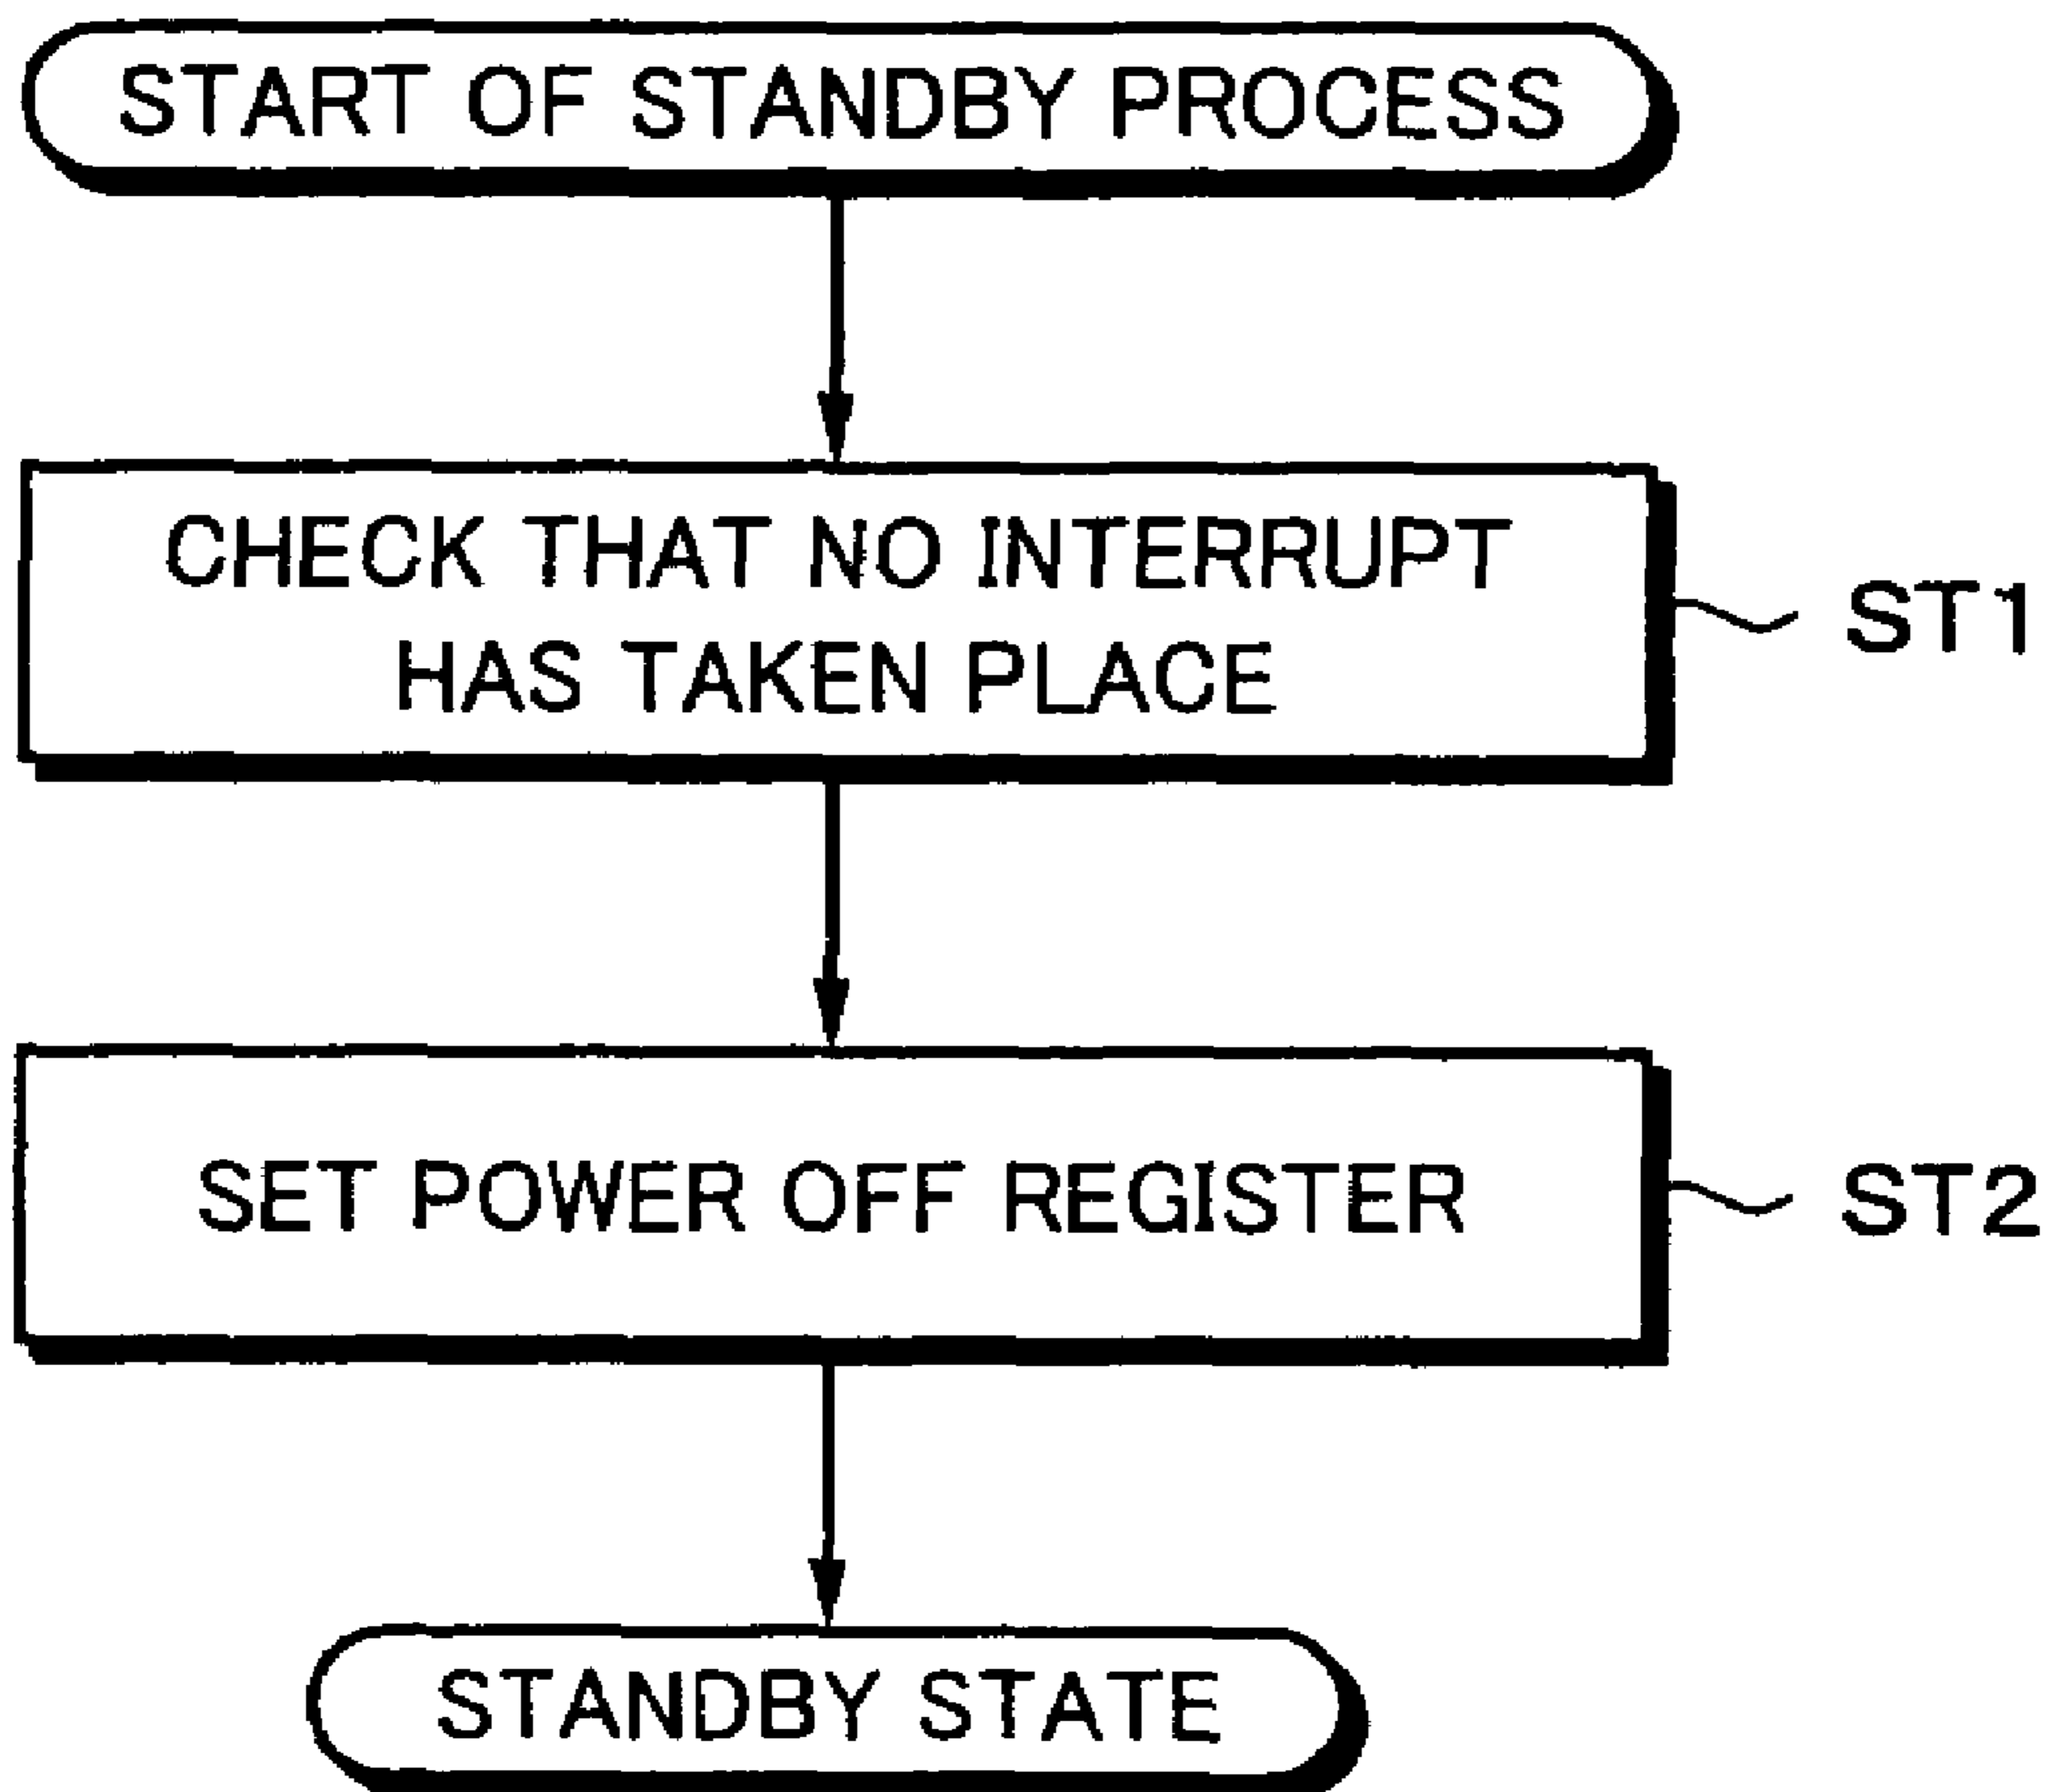 START OF STANDBY PROCESS
CHECK THAT NO INTERRUPT
HAS TAKEN PLACE
ST1
SET POWER OFF REGISTER
ST2
STANDBY STATE